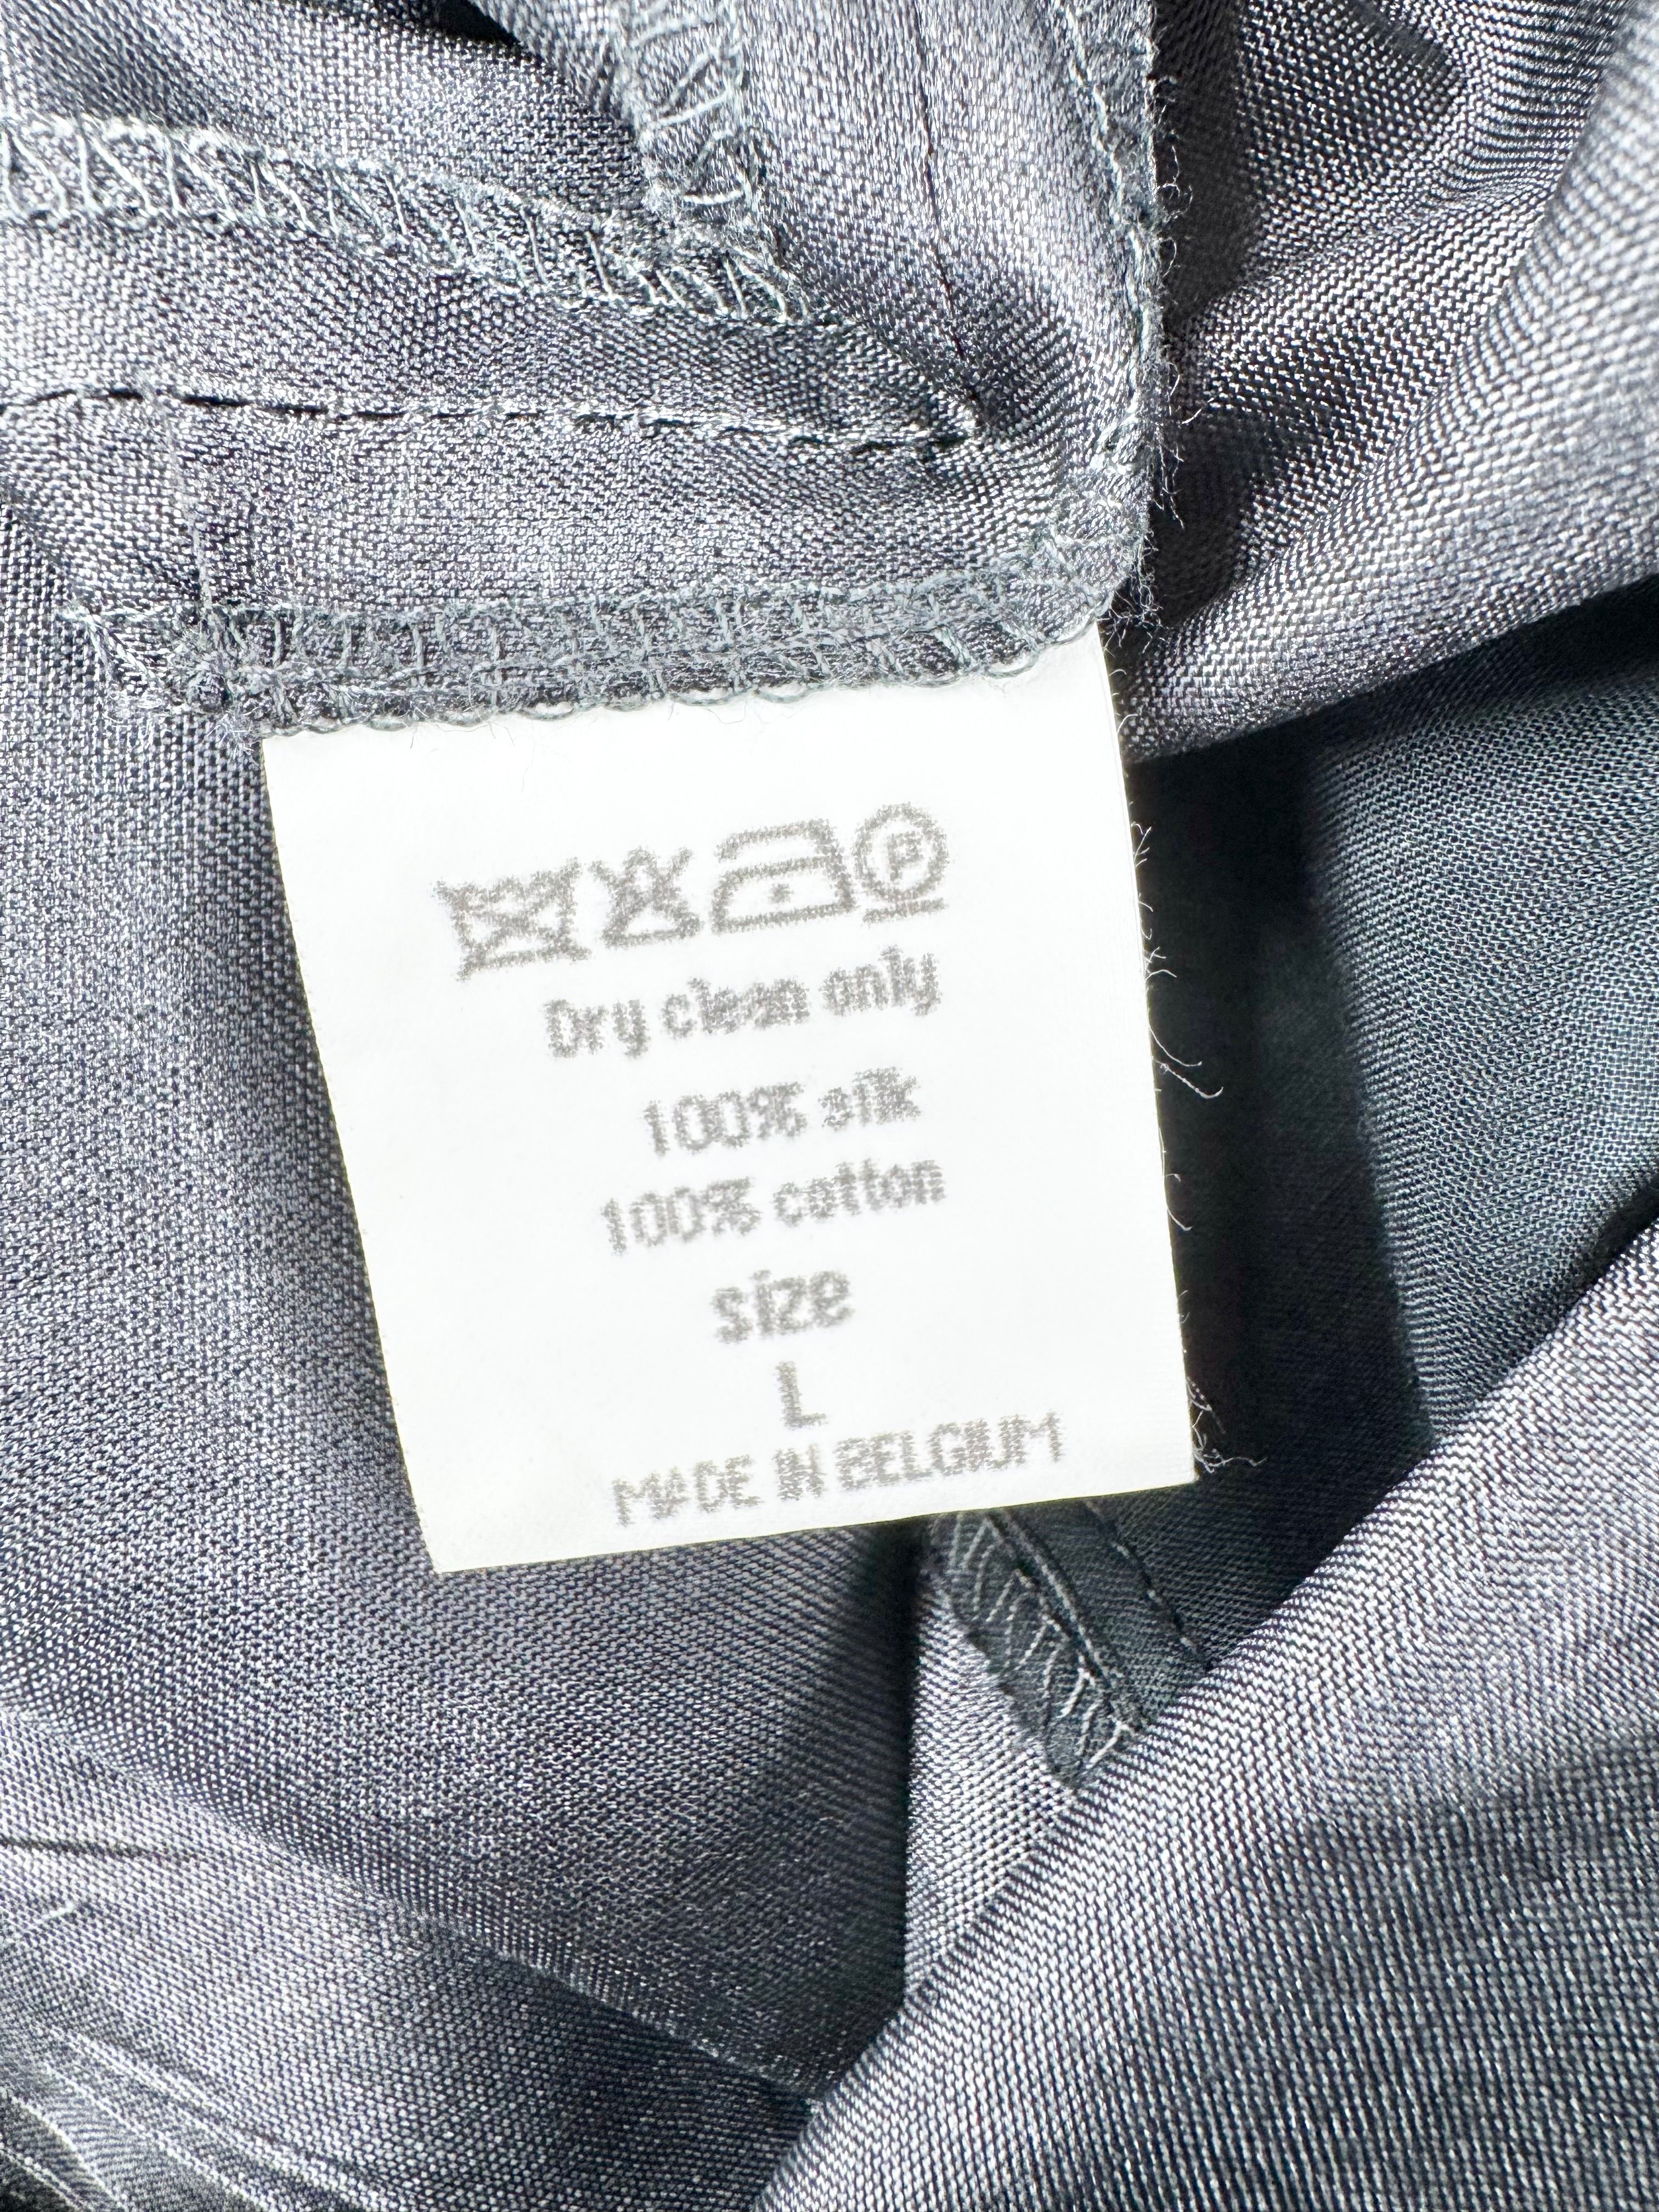 P
Dry clean only
100% silk
100% cotton
size
L
MADE IN BELGIUM